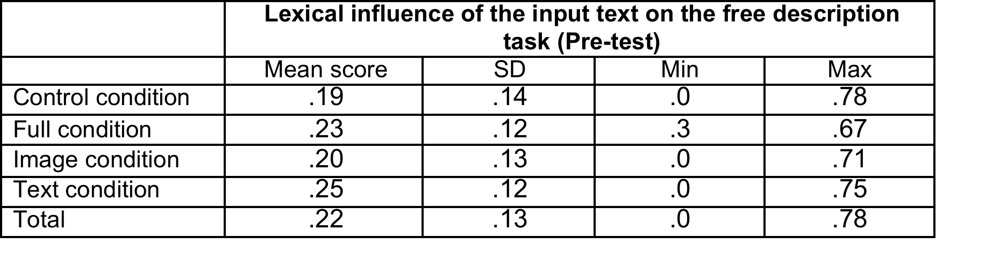 Lexical influence of the input text on the free description
task (Pre-test)
Mean score SD Min Max
Control condition .19 .14 .0 .78
Full condition .23 .12 .3 .67
Image condition .20 .13 .0 .71
Text condition .25 .12 .0 .75
Total .22 .13 .0 .78